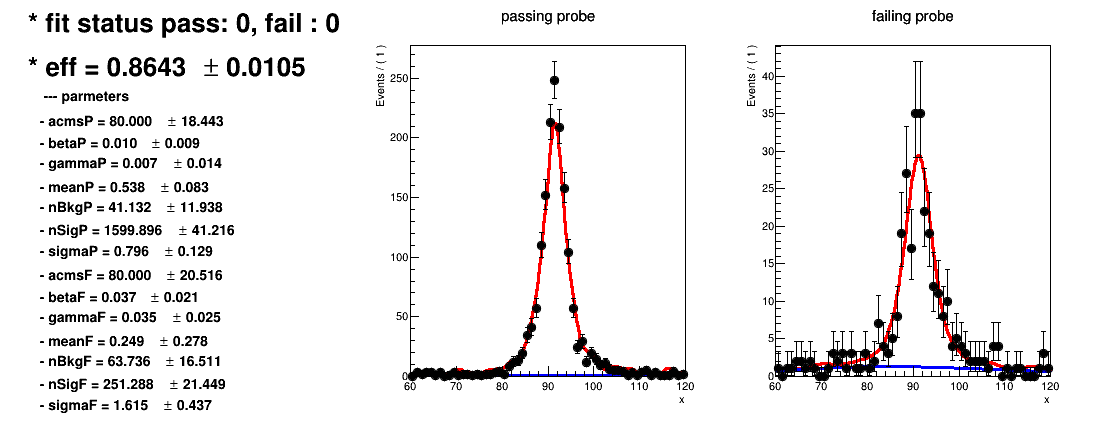 * fit status pass: 0, fail : 0
* eff = 0.8643 ± 0.0105
--- parmeters
- acmsP = 80.000 ± 18.443
- betaP = 0.010 ± 0.009
- gammaP = 0.007 ± 0.014
- meanP = 0.538 ± 0.083
- nBkgP = 41.132 ± 11.938
- nSigP = 1599.896 ± 41.216
- sigmaP = 0.796 ± 0.129
- acmsF = 80.000 ± 20.516
- betaF = 0.037 ± 0.021
- gammaF = 0.035 ± 0.025
- meanF = 0.249 ± 0.278
- nBkgF = 63.736 ± 16.511
- nSigF = 251.288 ± 21.449
- sigmaF = 1.615 ± 0.437
passing probe
Events / ( 1 )
250
200
150
100
50
0
60 70 80 90 100 110 120
x
failing probe
Events / ( 1 )
40
35
30
25
20
15
10
5
0
60 70 80 90 100 110 120
x